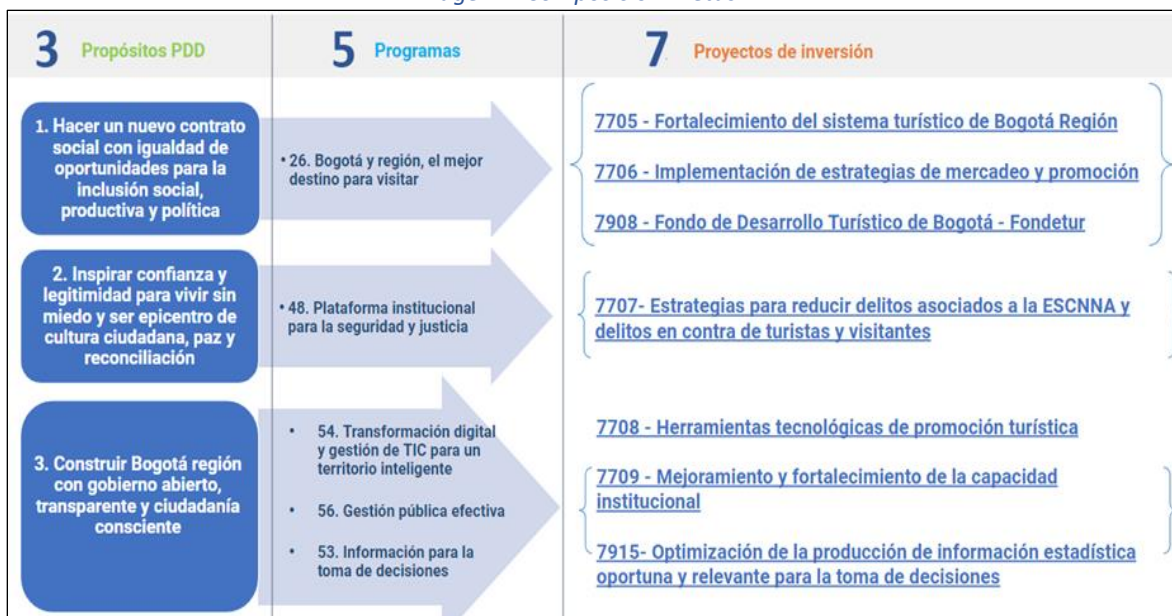 3 Propósitos PDD
5 Programas
7 Proyectos de inversión
1. Hacer un nuevo contrato
social con igualdad de
oportunidades para la
inclusión social,
productiva y política
• 26. Bogotá y región, el mejor
destino para visitar
7705 - Fortalecimiento del sistema turístico de Bogotá Región
7706 - Implementación de estrategias de mercadeo y promoción
7908 - Fondo de Desarrollo Turístico de Bogotá - Fondetur
2. Inspirar confianza y
legitimidad para vivir sin
miedo y ser epicentro de
cultura ciudadana, paz y
reconciliación
• 48. Plataforma institucional
para la seguridad y justicia
7707- Estrategias para reducir delitos asociados a la ESCNNA y
delitos en contra de turistas y visitantes
3. Construir Bogotá región
con gobierno abierto,
transparente y ciudadanía
consciente
• 54. Transformación digital
y gestión de TIC para un
territorio inteligente
• 56. Gestión pública efectiva
• 53. Información para la
toma de decisiones
7708 - Herramientas tecnológicas de promoción turística
7709 - Mejoramiento y fortalecimiento de la capacidad
institucional
7915- Optimización de la producción de información estadística
oportuna y relevante para la toma de decisiones